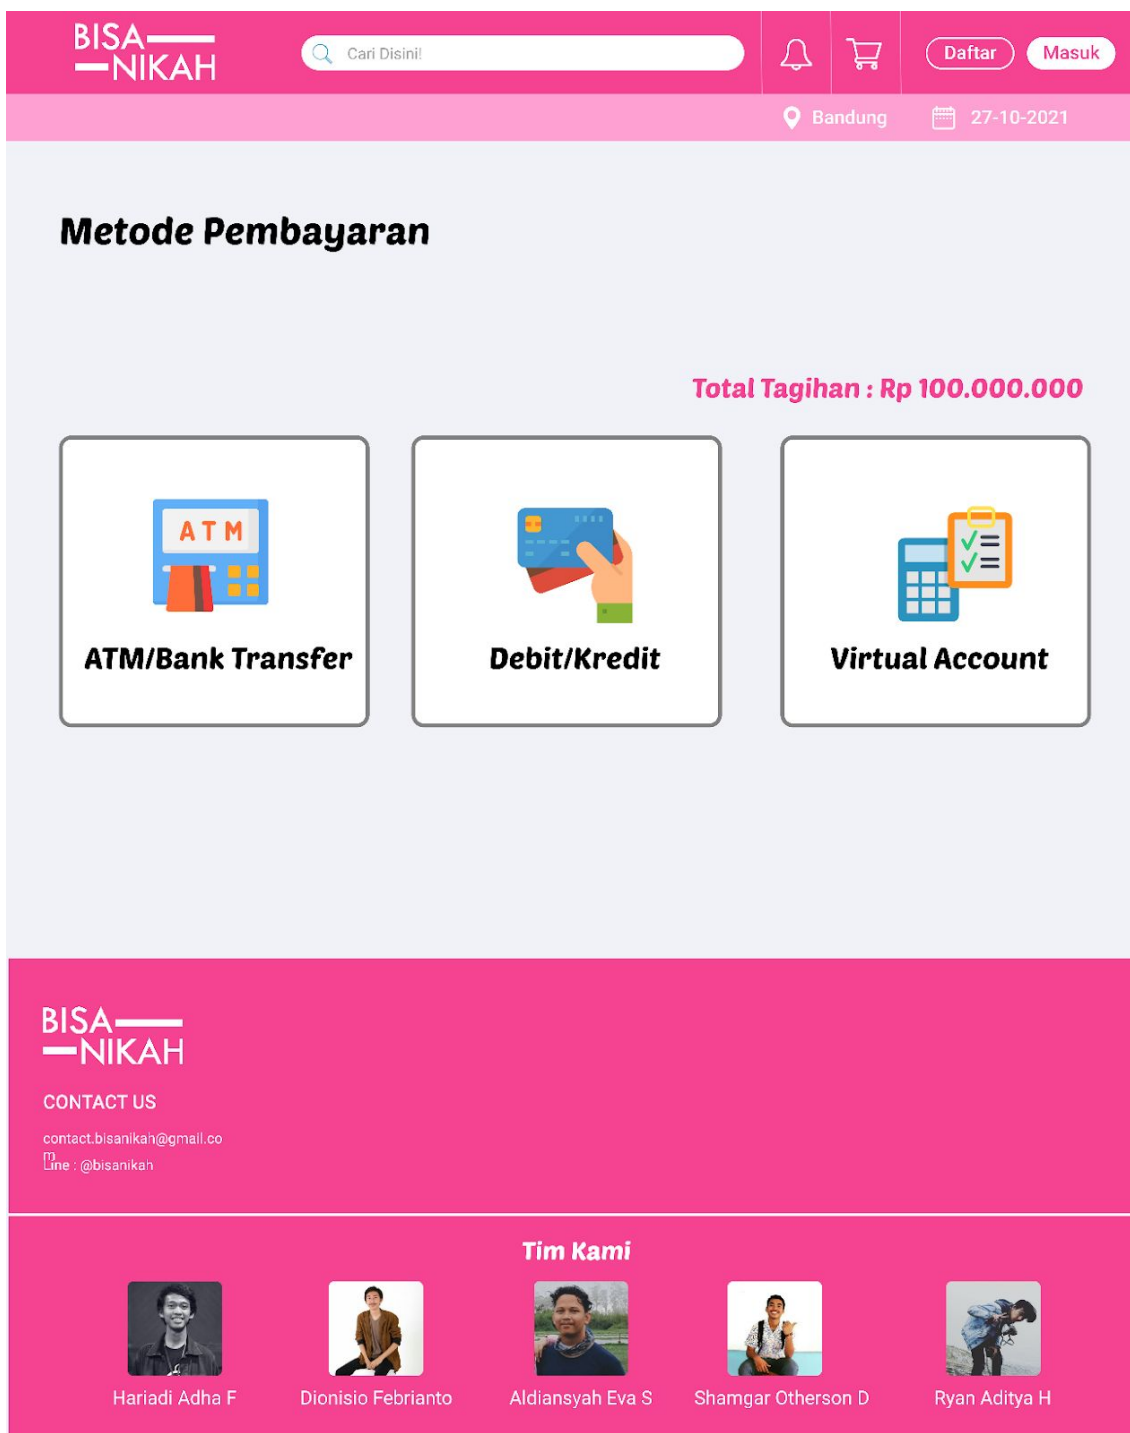 BISA
NIKAH
Cari Disini!
Daftar
Masuk
Bandung
27-10-2021
Metode Pembayaran
Total Tagihan : Rp 100.000.000
ATM
ATM/Bank Transfer
Debit/Kredit
Virtual Account
BISA
NIKAH
CONTACT US
contact.bisanikah@gmail.co
m
Line : @bisanikah
Tim Kami
Hariadi Adha F
Dionisio Febrianto
Aldiansyah Eva S
Shamgar Otherson D
Ryan Aditya H